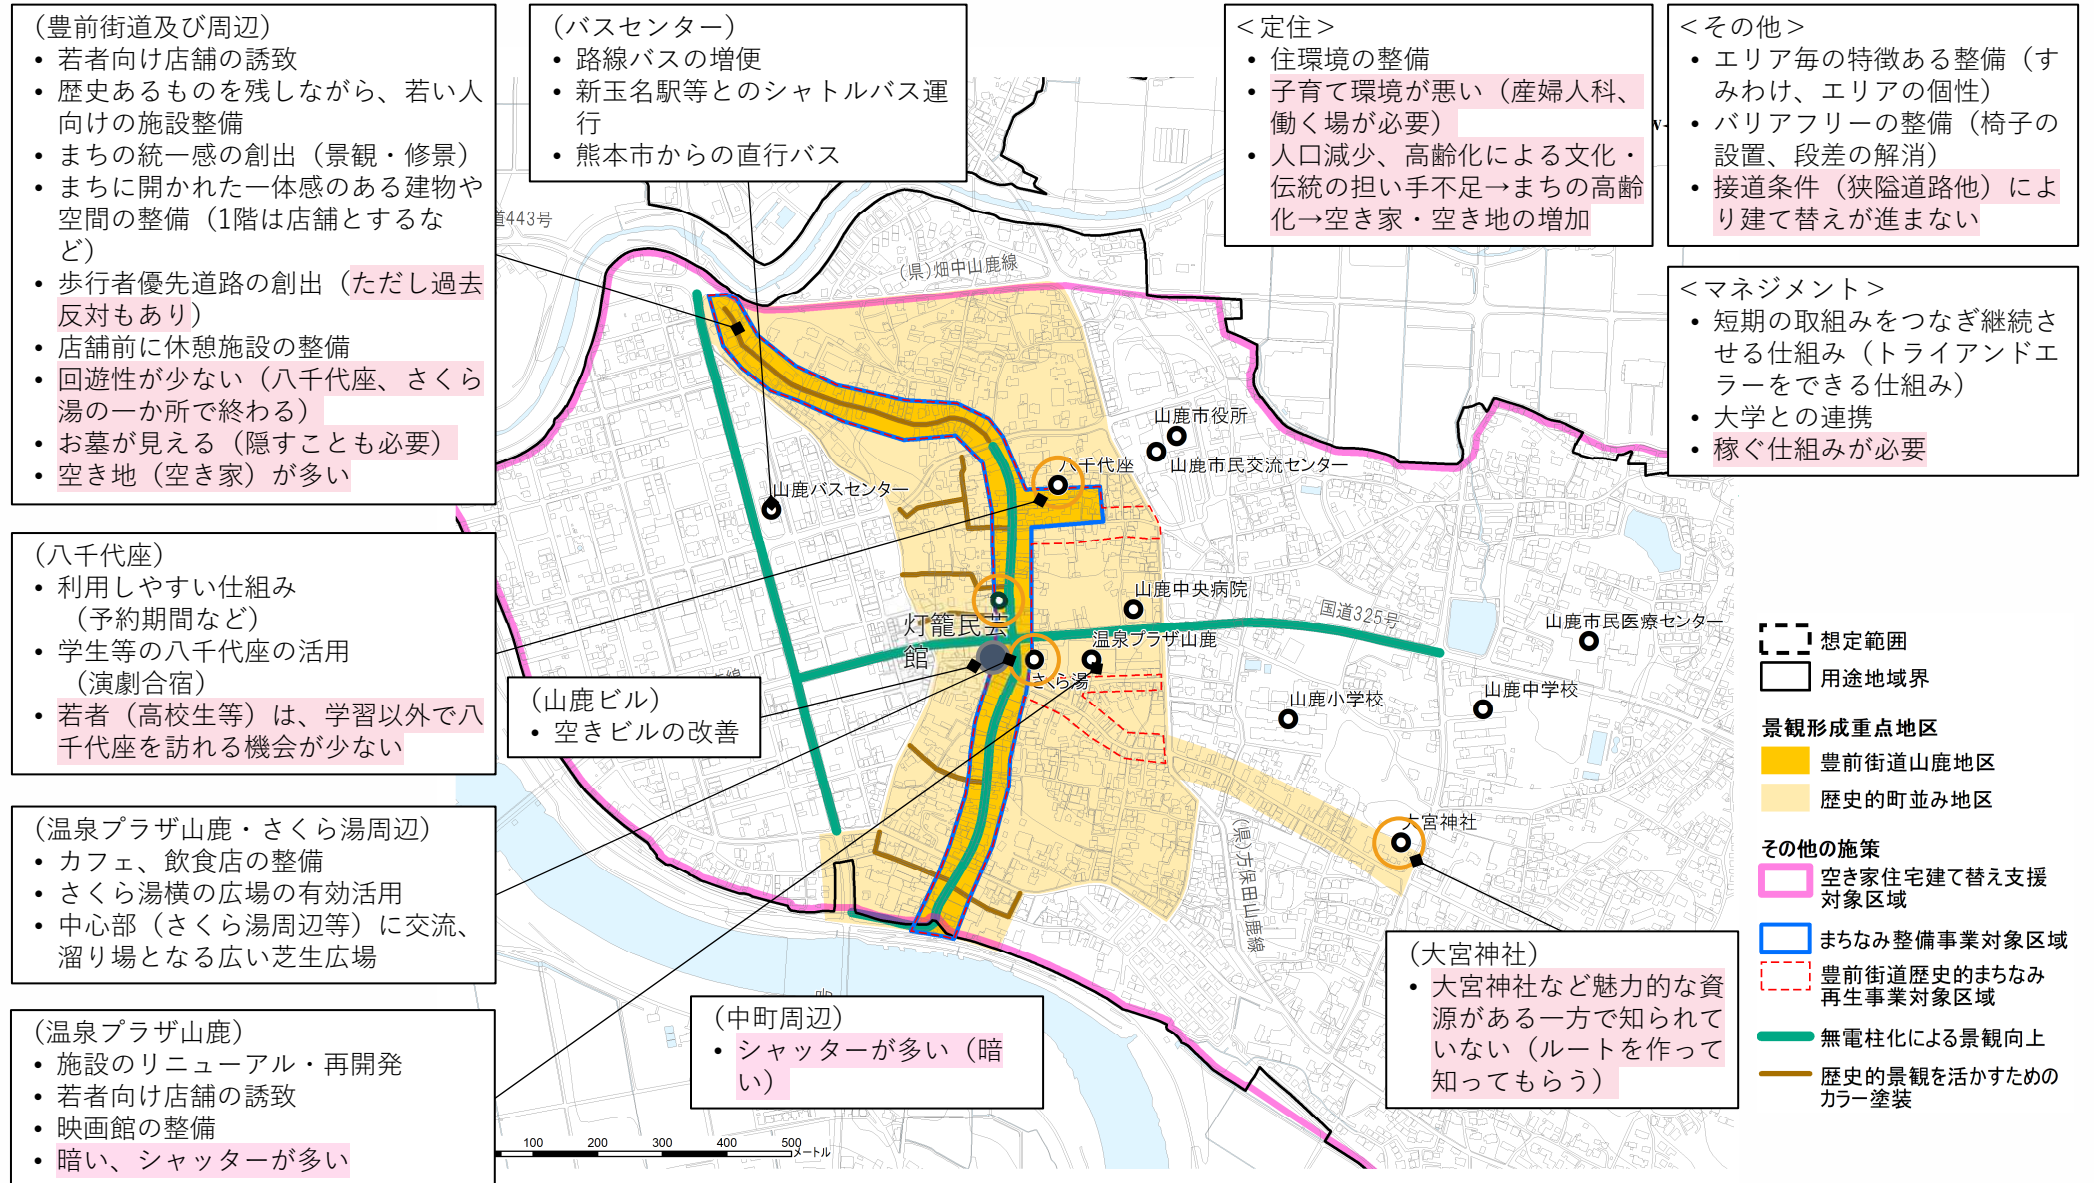 （豊前街道及び周辺）
• 若者向け店舗の誘致
• 歴史あるものを残しながら、若い人
向けの施設整備
• まちの統一感の創出（景観・修景）
• まちに開かれた一体感のある建物や
空間の整備（1階は店舗とするな
ど）
• 歩行者優先道路の創出（ただし過去
反対もあり）
• 店舗前に休憩施設の整備
• 回遊性が少ない（八千代座、さくら
湯の一か所で終わる）
• お墓が見える（隠すことも必要）
• 空き地（空き家）が多い
（バスセンター）
• 路線バスの増便
• 新玉名駅等とのシャトルバス運
行
• 熊本市からの直行バス
＜定住＞
• 住環境の整備
• 子育て環境が悪い（産婦人科、
働く場が必要）
• 人口減少、高齢化による文化・
伝統の担い手不足→まちの高齢
化→空き家・空き地の増加
＜その他＞
• エリア毎の特徴ある整備（す
みわけ、エリアの個性）
• バリアフリーの整備（椅子の
設置、段差の解消）
• 接道条件（狭隘道路他）によ
り建て替えが進まない
＜マネジメント＞
• 短期の取組みをつなぎ継続さ
せる仕組み（トライアンドエ
ラーをできる仕組み）
• 大学との連携
• 稼ぐ仕組みが必要
（八千代座）
• 利用しやすい仕組み
（予約期間など）
• 学生等の八千代座の活用
（演劇合宿）
• 若者（高校生等）は、学習以外で八
千代座を訪れる機会が少ない
（山鹿ビル）
• 空きビルの改善
（温泉プラザ山鹿・さくら湯周辺）
• カフェ、飲食店の整備
• さくら湯横の広場の有効活用
• 中心部（さくら湯周辺等）に交流、
溜り場となる広い芝生広場
（温泉プラザ山鹿）
• 施設のリニューアル・再開発
• 若者向け店舗の誘致
• 映画館の整備
• 暗い、シャッターが多い
（中町周辺）
• シャッターが多い（暗
い）
（大宮神社）
• 大宮神社など魅力的な資
源がある一方で知られて
いない（ルートを作って
知ってもらう）
道443号
（県）畑中山鹿線
山鹿市役所
八千代座
山鹿市民交流センター
山鹿バスセンター
山鹿中央病院
国道325号
灯籠民芸
館
温泉プラザ山鹿
さくら湯
山鹿市民医療センター
山鹿小学校
山鹿中学校
大宮神社
（県）方保田山鹿線
100 200 300 400 500
メートル
想定範囲
用途地域界
景観形成重点地区
豊前街道山鹿地区
歴史的町並み地区
その他の施策
空き家住宅建て替え支援
対象区域
まちなみ整備事業対象区域
豊前街道歴史的まちなみ
再生事業対象区域
無電柱化による景観向上
歴史的景観を活かすための
カラー塗装